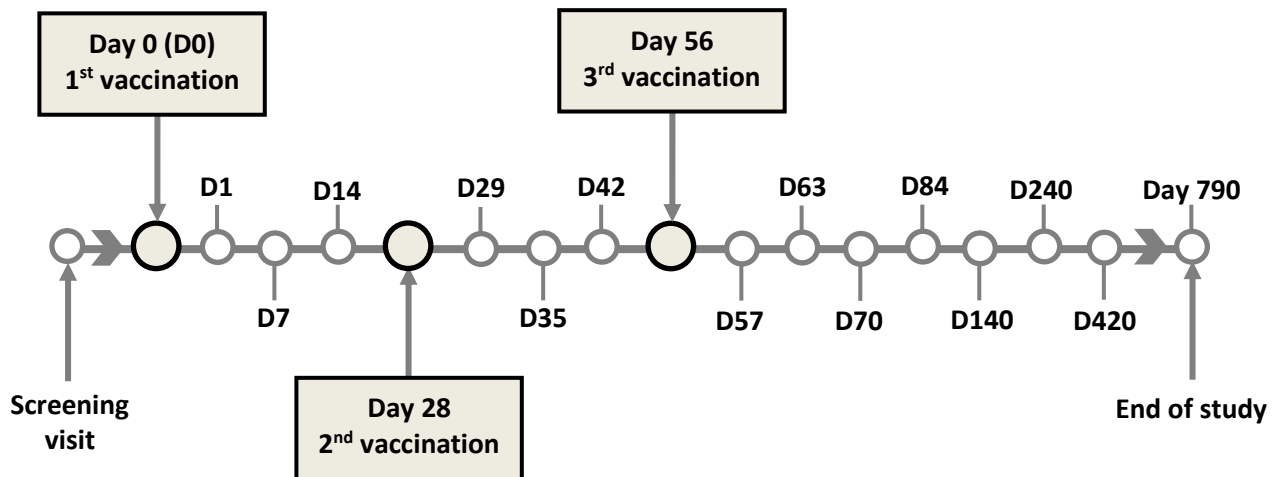 Day 0 (D0)
1st vaccination
Day 56
3rd vaccination
D1
D14
D29
D42
D63
D84
D240
Day 790
D7
D35
D57
D70
D140
D420
Screening
visit
Day 28
2nd vaccination
End of study